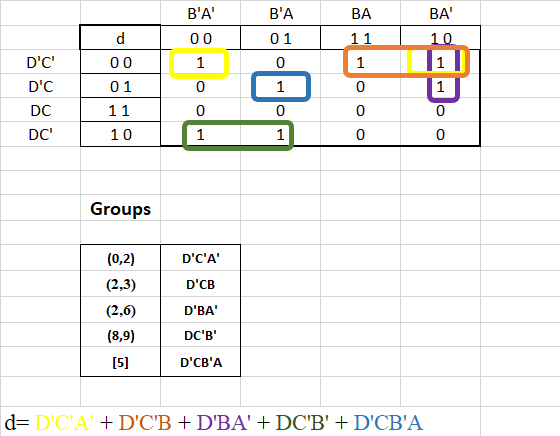 B'A' B'A BA BA'
d 0 0 0 1 1 1 1 0
D'C' 0 0 1 0 1 1
D'C 0 1 0 1 0 1
DC 1 1 0 0 0 0
DC' 1 0 1 1 0 0
Groups
(0,2) D'C'A'
(2,3) D'CB
(2,6) D'BA'
(8,9) DC'B'
[5] D'CB'A
d= D'C'A' + D'C'B + D'BA' + DC'B' + D'CB'A